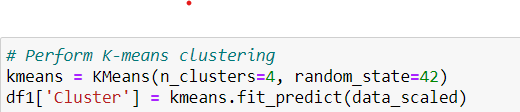 # Perform K-means clustering
kmeans = KMeans(n_clusters=4, random_state=42)
df1['Cluster'] = kmeans.fit_predict(data_scaled)